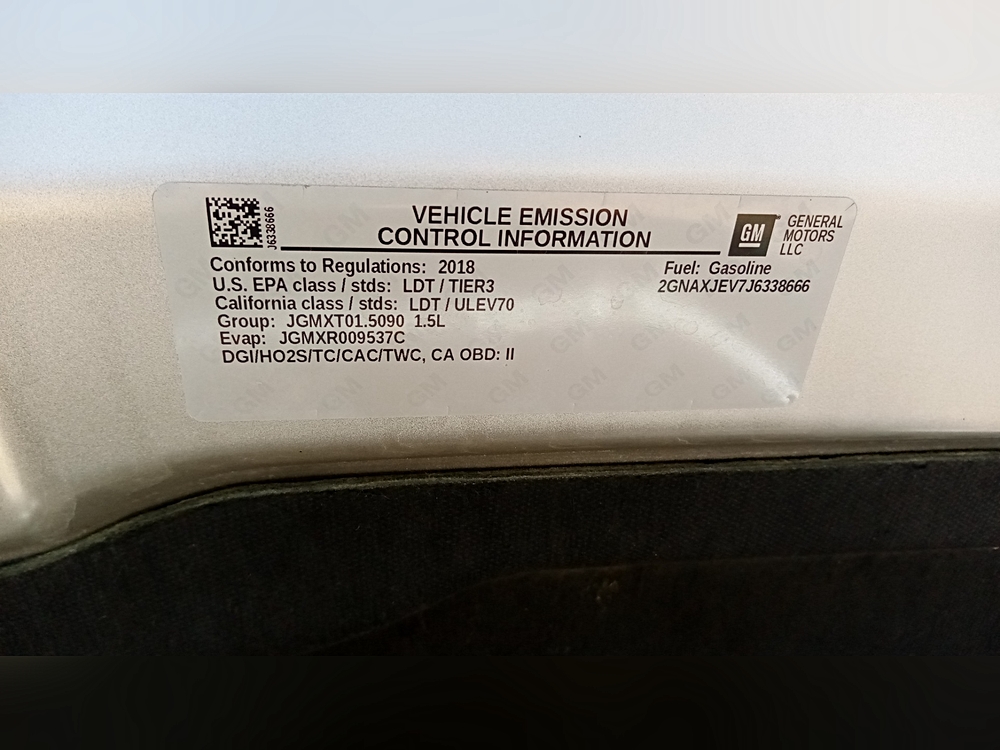 J6338666
VEHICLE EMISSION
CONTROL INFORMATION
GM
GENERAL
MOTORS
LLC
Conforms to Regulations: 2018
U.S. EPA class / stds: LDT / TIER3
California class / stds: LDT / ULEV70
Group: JGMXT01.5090 1.5L
Evap: JGMXR009537C
DGI/HO2S/TC/CAC/TWC, CA OBD: II
Fuel: Gasoline
2GNAXJEV7J6338666